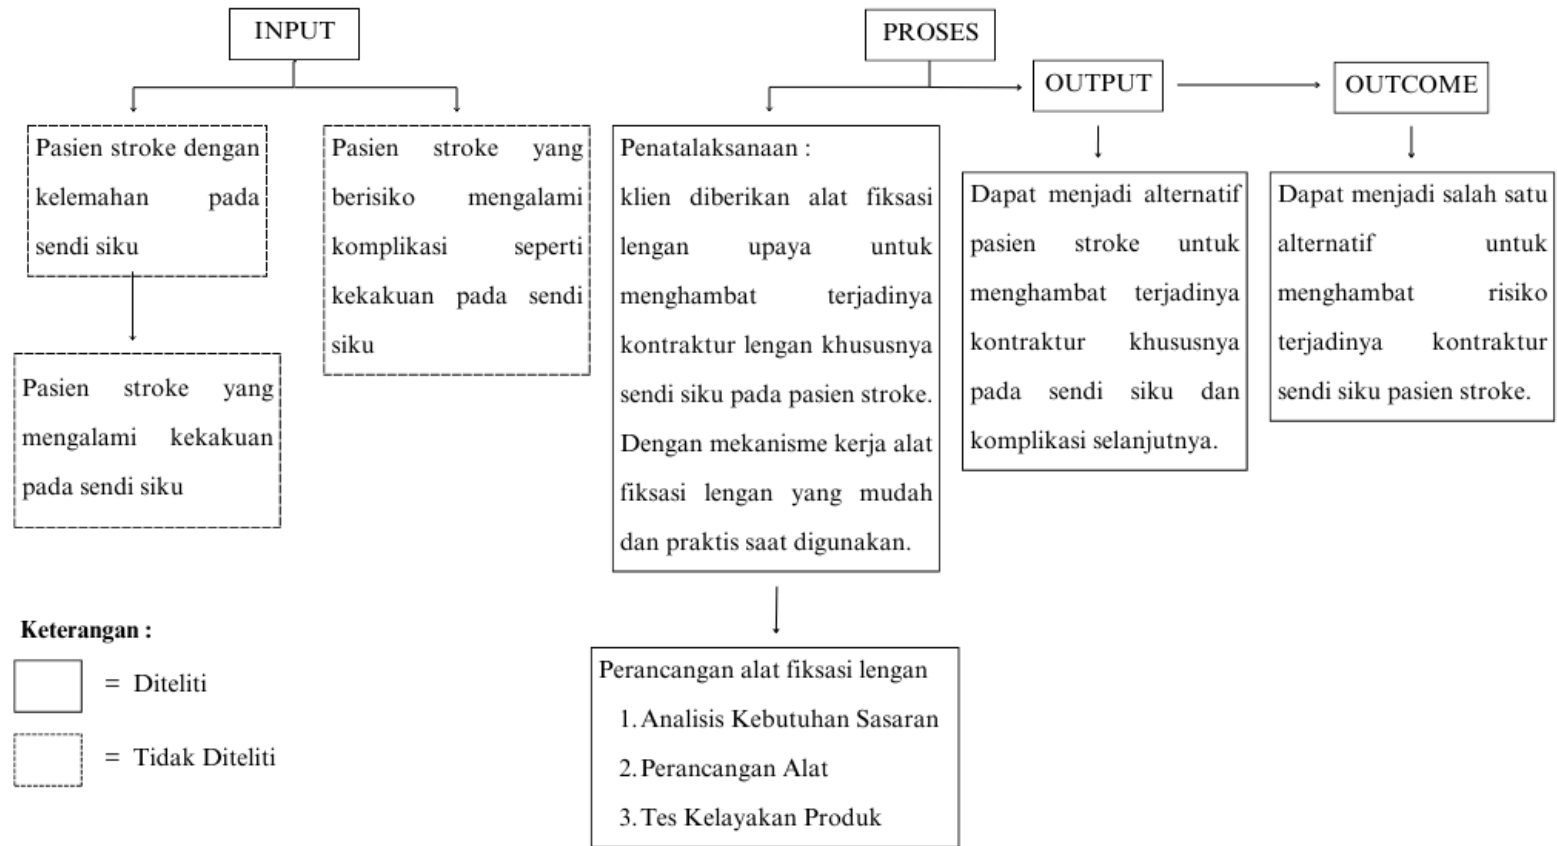 INPUT
Pasien stroke dengan
kelemahan pada
sendi siku
Pasien stroke yang
mengalami kekakuan
pada sendi siku
Pasien stroke yang
berisiko mengalami
komplikasi seperti
kekakuan pada sendi
siku
PROSES
Penatalaksanaan :
klien diberikan alat fiksasi
lengan upaya untuk
menghambat terjadinya
kontraktur lengan khususnya
sendi siku pada pasien stroke.
Dengan mekanisme kerja alat
fiksasi lengan yang mudah
dan praktis saat digunakan.
Perancangan alat fiksasi lengan
1. Analisis Kebutuhan Sasaran
2. Perancangan Alat
3. Tes Kelayakan Produk
OUTPUT
Dapat menjadi alternatif
pasien stroke untuk
menghambat terjadinya
kontraktur khususnya
pada sendi siku dan
komplikasi selanjutnya.
OUTCOME
Dapat menjadi salah satu
alternatif untuk
menghambat risiko
terjadinya kontraktur
sendi siku pasien stroke.
Keterangan :
= Diteliti
= Tidak Diteliti